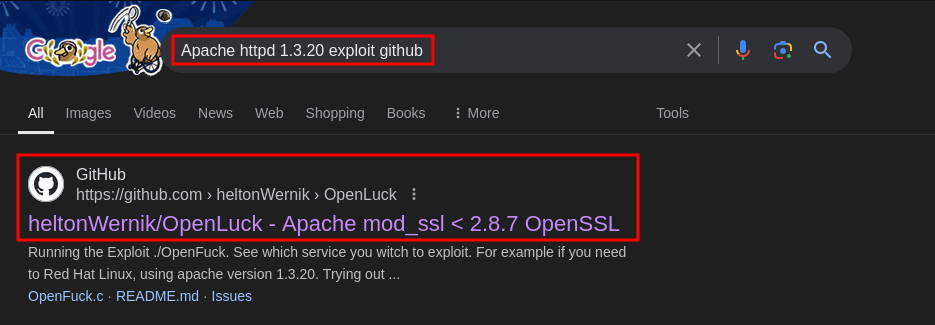 Google
Apache httpd 1.3.20 exploit github
All Images Videos News Web Shopping Books More Tools
GitHub
https://github.com › heltonWernik › OpenLuck
heltonWernik/OpenLuck - Apache mod_ssl < 2.8.7 OpenSSL
Running the Exploit ./OpenFuck. See which service you witch to exploit. For example if you need
to Red Hat Linux, using apache version 1.3.20. Trying out ...
OpenFuck.c · README.md · Issues